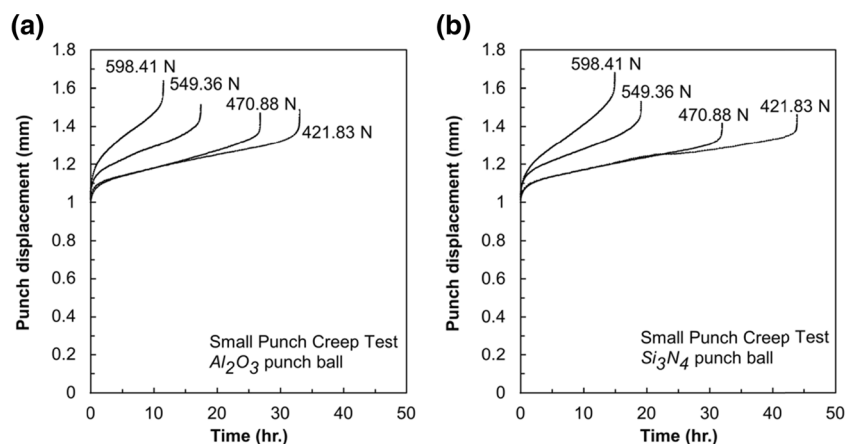 (a)
1.8
1.6
1.4
1.2
1
0.8
0.6
0.4
0.2
0
Punch displacement (mm)
598.41 N
549.36 N
470.88 N
421.83 N
Small Punch Creep Test
Al2O3 punch ball
0 10 20 30 40 50
Time (hr.)
(b)
1.8
1.6
1.4
1.2
1
0.8
0.6
0.4
0.2
0
Punch displacement (mm)
598.41 N
549.36 N
470.88 N
421.83 N
Small Punch Creep Test
Si3N4 punch ball
0 10 20 30 40 50
Time (hr.)